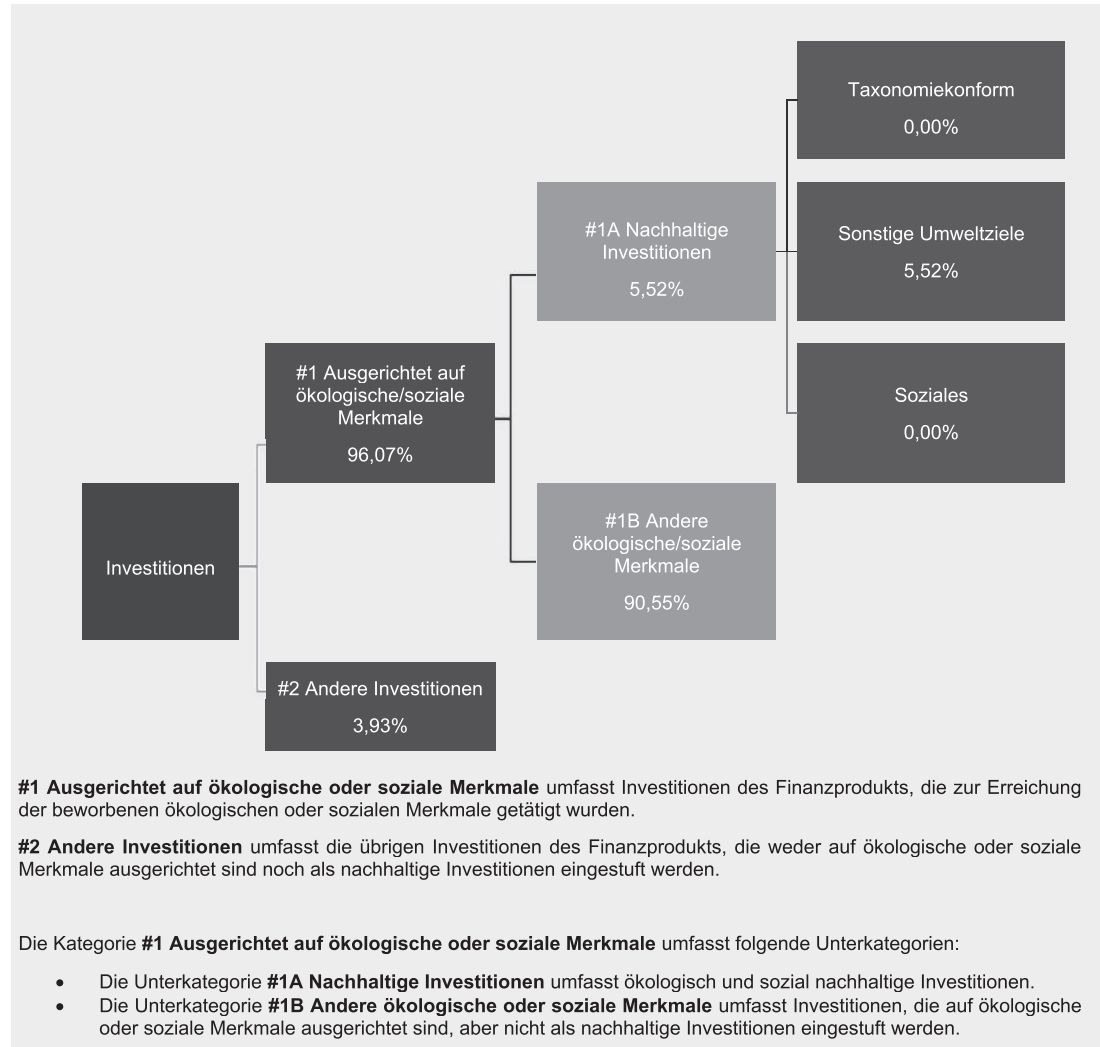 Taxonomiekonform
0,00%
#1A Nachhaltige
Investitionen
5,52%
Sonstige Umweltziele
5,52%
#1 Ausgerichtet auf
ökologische/soziale
Merkmale
96,07%
Soziales
0,00%
Investitionen
#1B Andere
ökologische/soziale
Merkmale
90,55%
#2 Andere Investitionen
3,93%
#1 Ausgerichtet auf ökologische oder soziale Merkmale umfasst Investitionen des Finanzprodukts, die zur Erreichung
der beworbenen ökologischen oder sozialen Merkmale getätigt wurden.
#2 Andere Investitionen umfasst die übrigen Investitionen des Finanzprodukts, die weder auf ökologische oder soziale
Merkmale ausgerichtet sind noch als nachhaltige Investitionen eingestuft werden.
Die Kategorie #1 Ausgerichtet auf ökologische oder soziale Merkmale umfasst folgende Unterkategorien:
• Die Unterkategorie #1A Nachhaltige Investitionen umfasst ökologisch und sozial nachhaltige Investitionen.
• Die Unterkategorie #1B Andere ökologische oder soziale Merkmale umfasst Investitionen, die auf ökologische
oder soziale Merkmale ausgerichtet sind, aber nicht als nachhaltige Investitionen eingestuft werden.